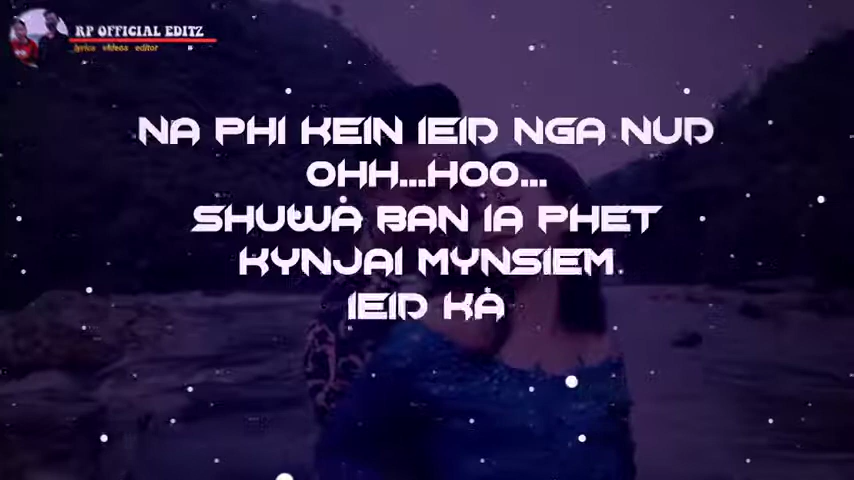 RP OFFICIAL EDITZ
lyrics videos editor
NA PHI KEIN IEID NGA NUD
OHH...HOO...
SHUWA BAN IA PHET
KYNJAI MYNSIEM
IEID KA